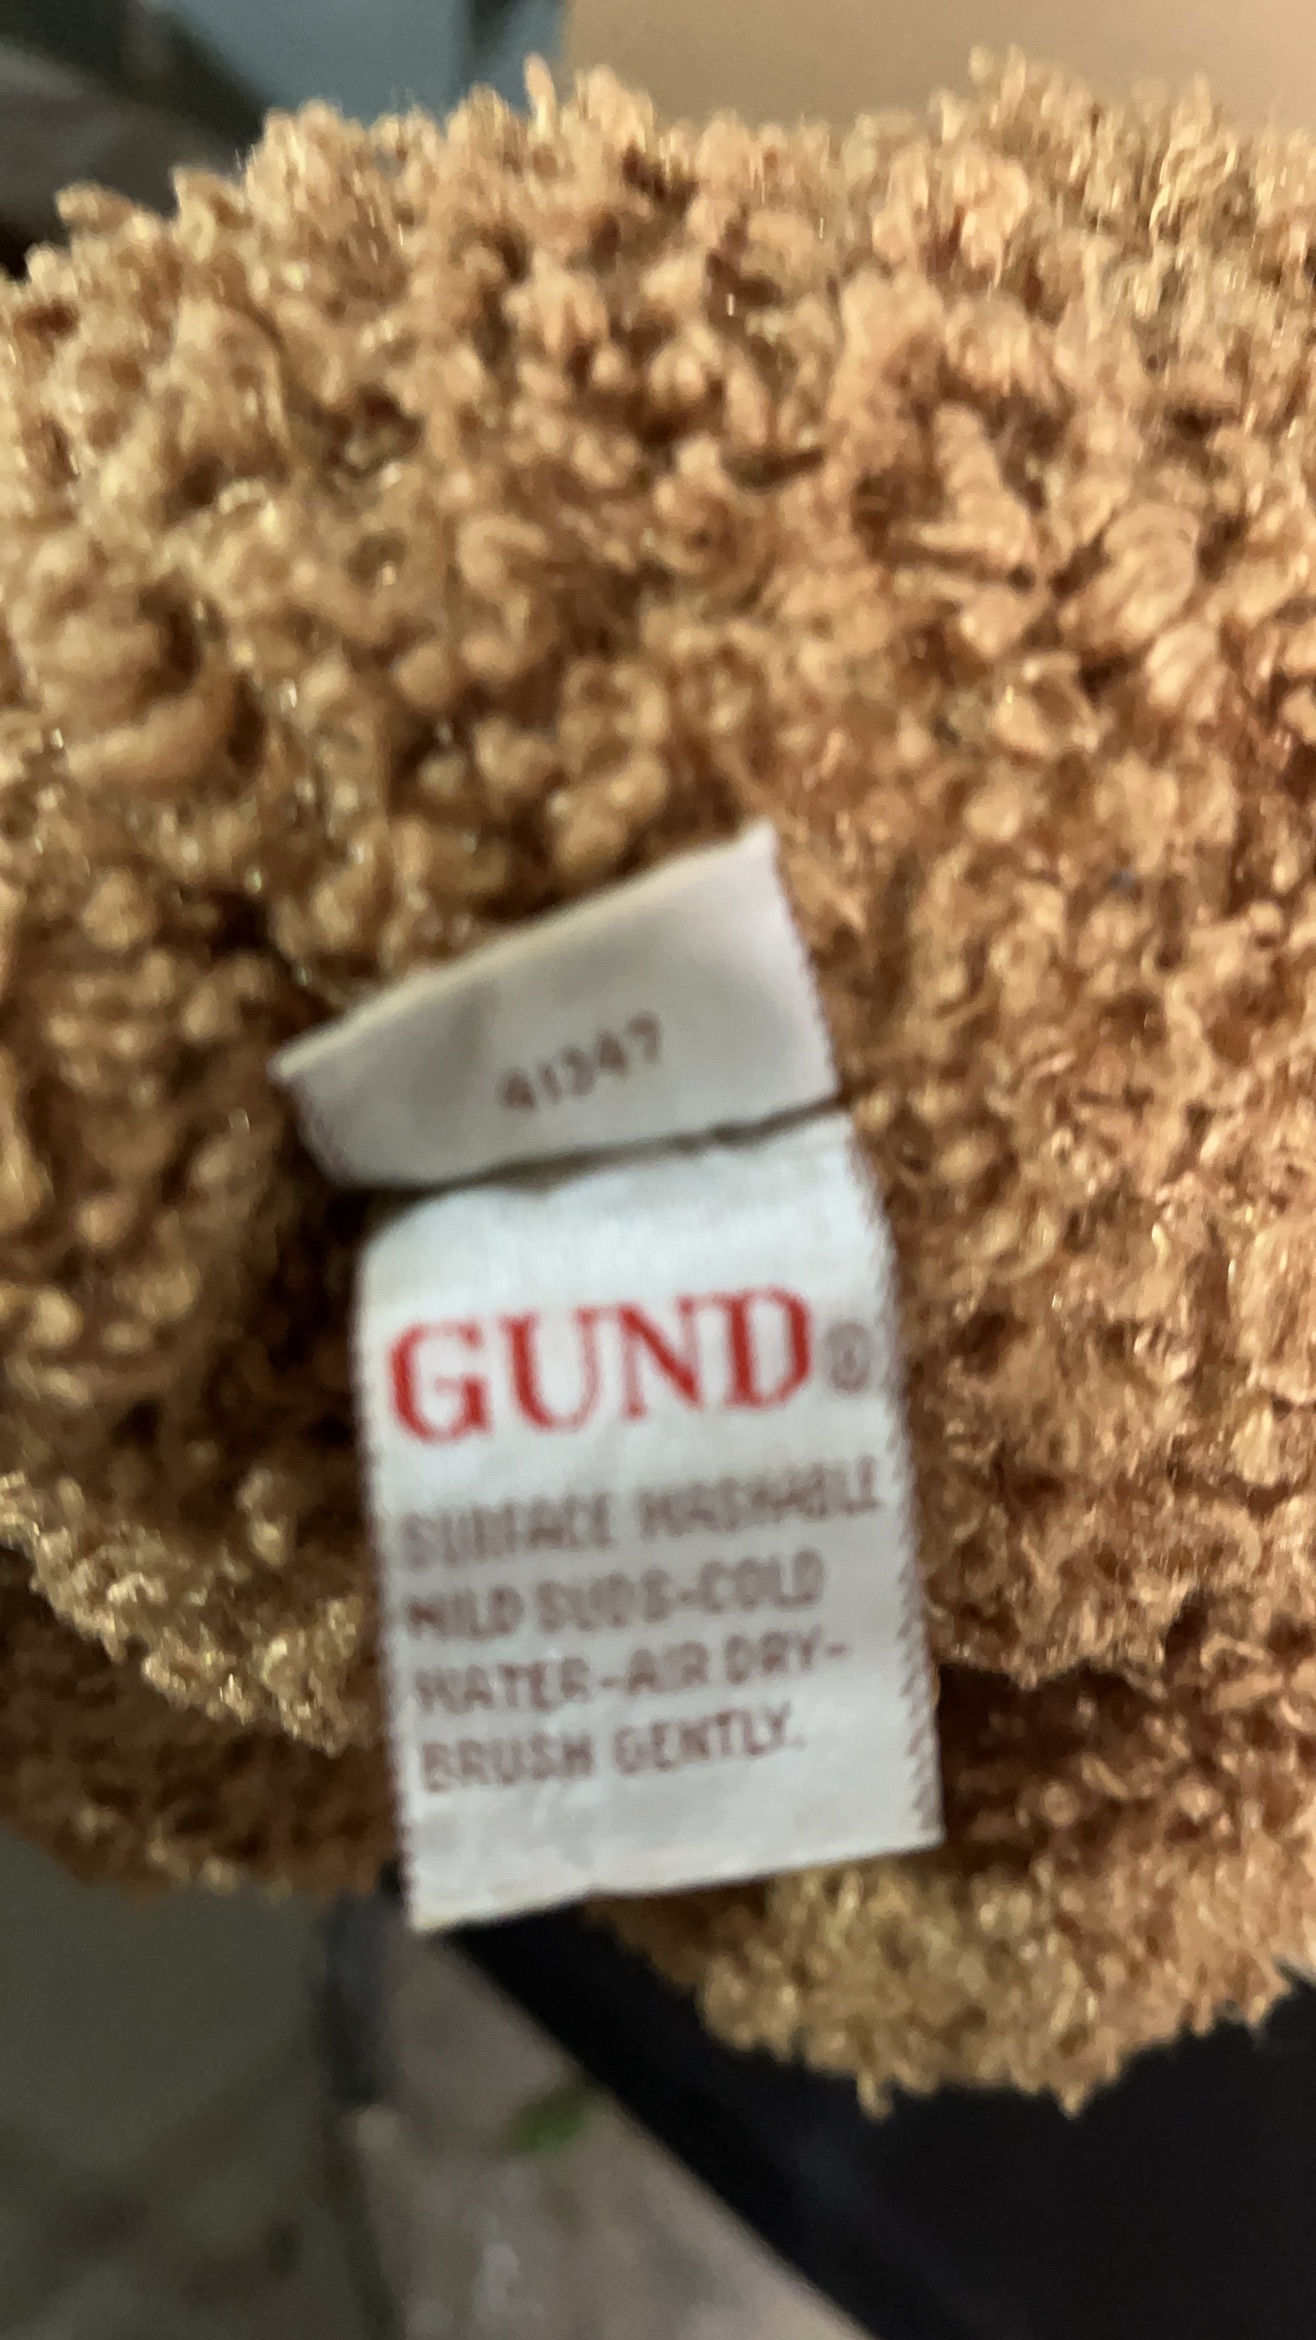 41347
GUND®
SURFACE WASHABLE
MILD SUDS-COLD
WATER-AIR DRY-
BRUSH GENTLY.